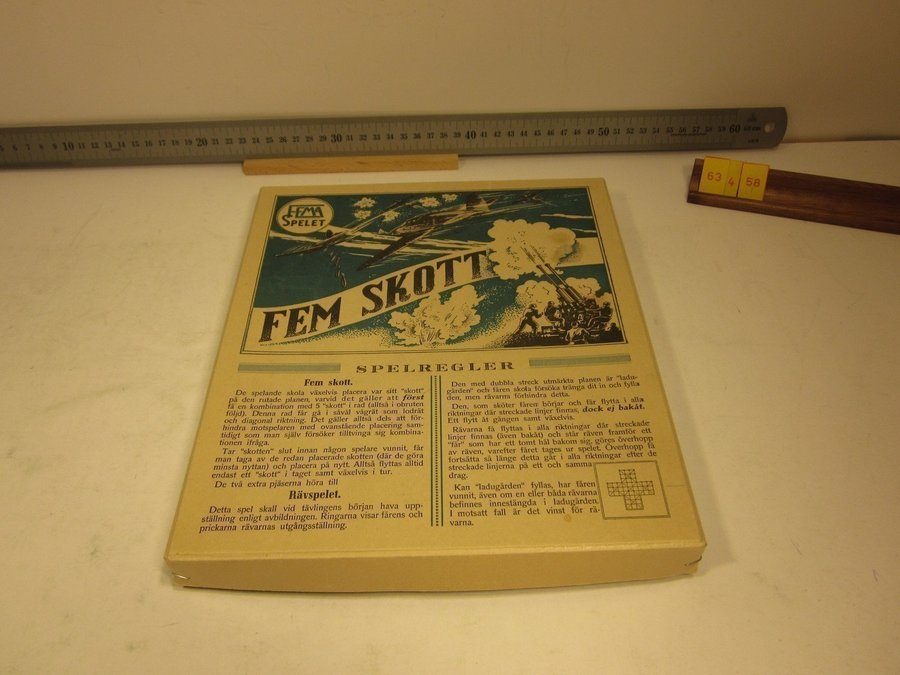 10 20 30 40 50 60
63 4 58
FEMA
SPELET
FEM SKOTT
SPELREGLER
Fem skott.
De spelande skola växelvis placera var sitt "skott"
på den rutade planen, varvid det gäller att först
få en kombination med 5 "skott" i rad (alltså i obruten
följd). Denna rad får gå i såväl vågrät som lodrät
och diagonal riktning. Det gäller alltså dels att för-
hindra motspelaren med ovanstående placering sam-
tidigt som man själv försöker tilltvinga sig kombina-
tionen ifråga.
Tar "skotten" slut innan någon spelare vunnit, får
man taga av de redan placerade skotten (där de göra
minsta nyttan) och placera på nytt. Alltså flyttas alltid
endast ett "skott" i taget samt växelvis i tur.
De två extra pjäserna höra till
Rävspelet.
Detta spel skall vid tävlingens början hava upp-
ställning enligt avbildningen. Ringarna visar fårens och
prickarna rävarnas utgångsställning.
Den med dubbla streck utmärkta planen är "ladu-
gården" och fåren skola försöka tränga dit in och fylla
den, men rävarna förhindra detta.
Den, som sköter fåren börjar och får flytta i alla
riktningar där streckade linjer finnas, dock ej bakåt.
Ett flytt åt gången samt växelvis.
Rävarna få flyttas i alla riktningar där streckade
linjer finnas (även bakåt) och står räven framför ett
"får" som har ett tomt hål bakom sig, göres överhopp
av räven, varefter fåret tages ur spelet. Överhopp få
fortsätta så länge detta går i alla riktningar efter de
streckade linjerna på ett och samma
drag.
Kan "ladugården" fyllas, har fåren
vunnit, även om en eller båda rävarna
befinnes innestängda i ladugården.
I motsatt fall är det vinst för rä-
varna.